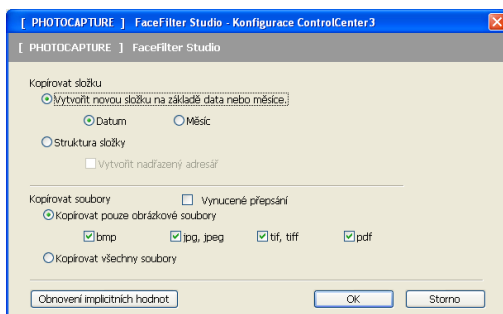 [ PHOTOCAPTURE ] FaceFilter Studio - Konfigurace ControlCenter3
[ PHOTOCAPTURE ] FaceFilter Studio
Kopírovat složku
Vytvořit novou složku na základě data nebo měsíce.
Datum Měsíc
Struktura složky
Vytvořit nadřazený adresář
Kopírovat soubory Vynucené přepsání
Kopírovat pouze obrázkové soubory
bmp jpg, jpeg tif, tiff pdf
Kopírovat všechny soubory
Obnovení implicitních hodnot OK Storno